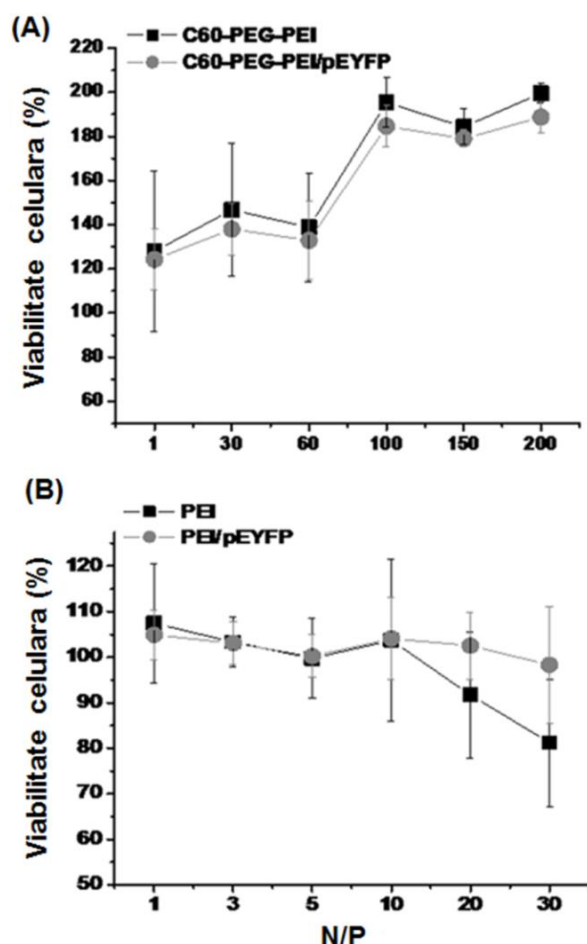 (A)
C60-PEG-PEI
C60-PEG-PEI/pEYFP
Viabilitate celulara (%)
220
200
180
160
140
120
100
80
60
1 30 60 100 150 200
(B)
PEI
PEI/pEYFP
Viabilitate celulara (%)
120
110
100
90
80
70
60
50
1 3 5 10 20 30
N/P